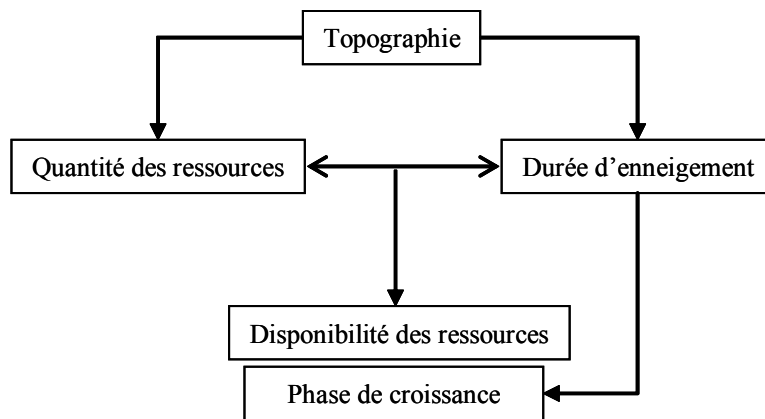 Topographie
Quantité des ressources
Durée d’enneigement
Disponibilité des ressources
Phase de croissance